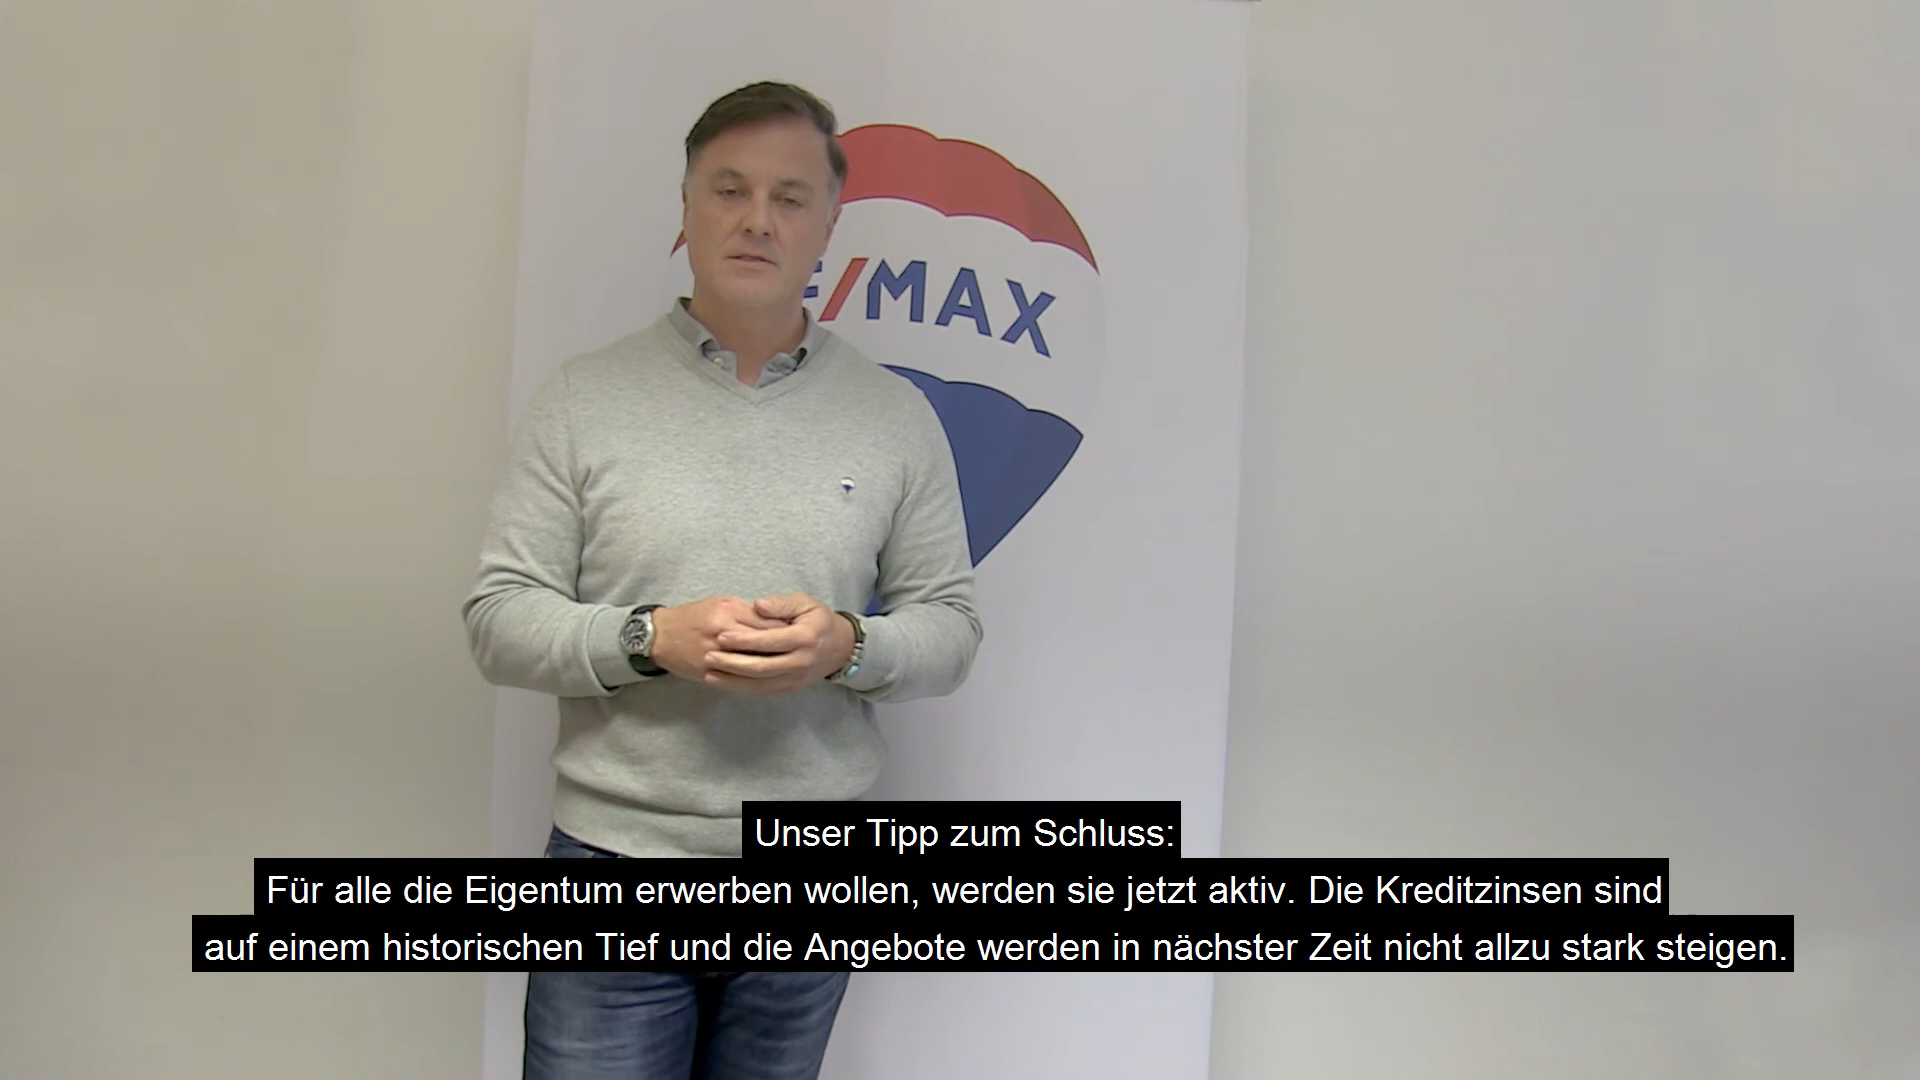 E/MAX
Unser Tipp zum Schluss:
Für alle die Eigentum erwerben wollen, werden sie jetzt aktiv. Die Kreditzinsen sind
auf einem historischen Tief und die Angebote werden in nächster Zeit nicht allzu stark steigen.